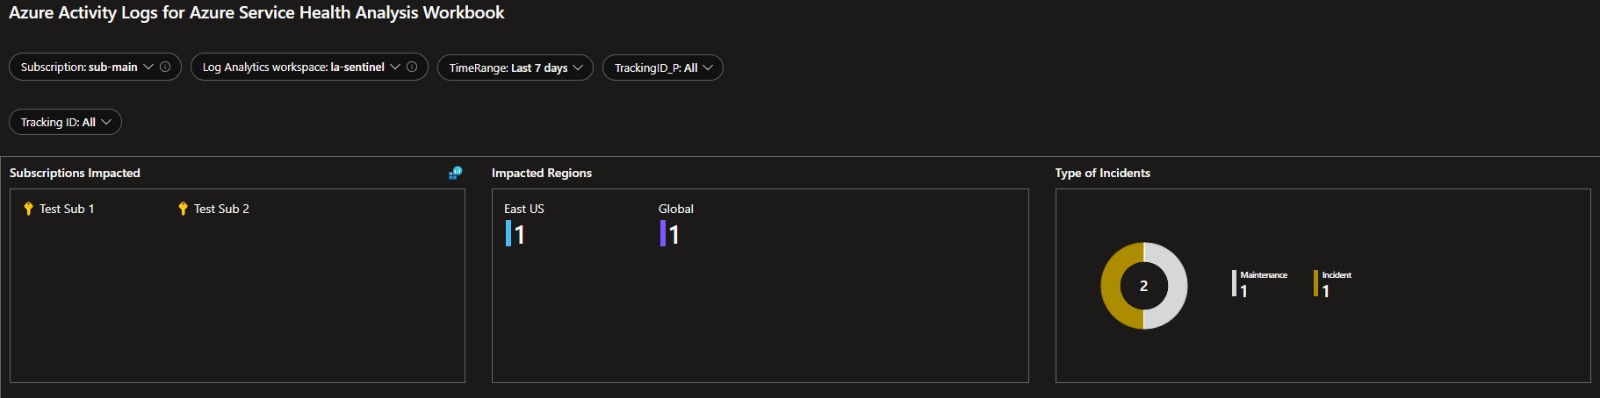 Azure Activity Logs for Azure Service Health Analysis Workbook
Subscription: sub-main
Log Analytics workspace: la-sentinel
TimeRange: Last 7 days
TrackingID_P: All
Tracking ID: All
Subscriptions Impacted
Test Sub 1
Test Sub 2
Impacted Regions
East US
1
Global
1
Type of Incidents
2
Maintenance
1
Incident
1